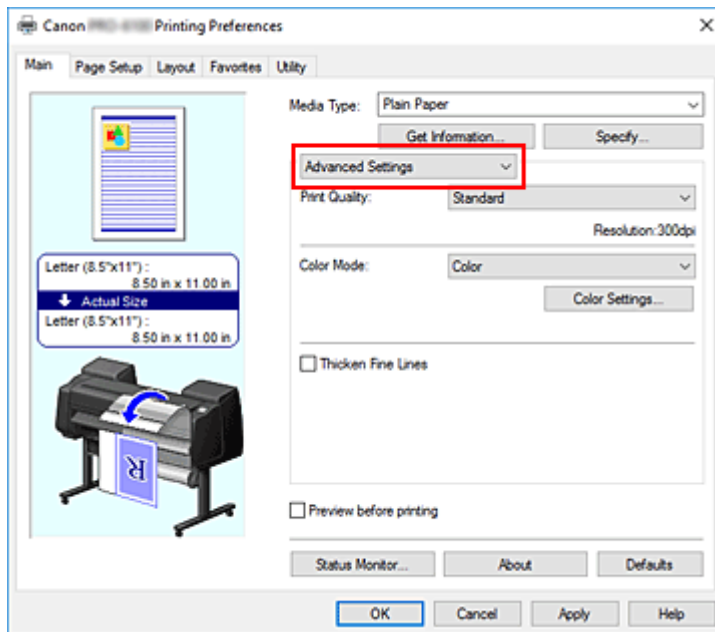 Canon Printing Preferences
Main Page Setup Layout Favorites Utility
Media Type: Plain Paper
Get Information... Specify...
Advanced Settings
Print Quality: Standard
Resolution:300dpi
Color Mode: Color
Color Settings...
Thicken Fine Lines
Letter (8.5"x11") :
8.50 in x 11.00 in
Actual Size
Letter (8.5"x11") :
8.50 in x 11.00 in
R
Preview before printing
Status Monitor... About Defaults
OK Cancel Apply Help